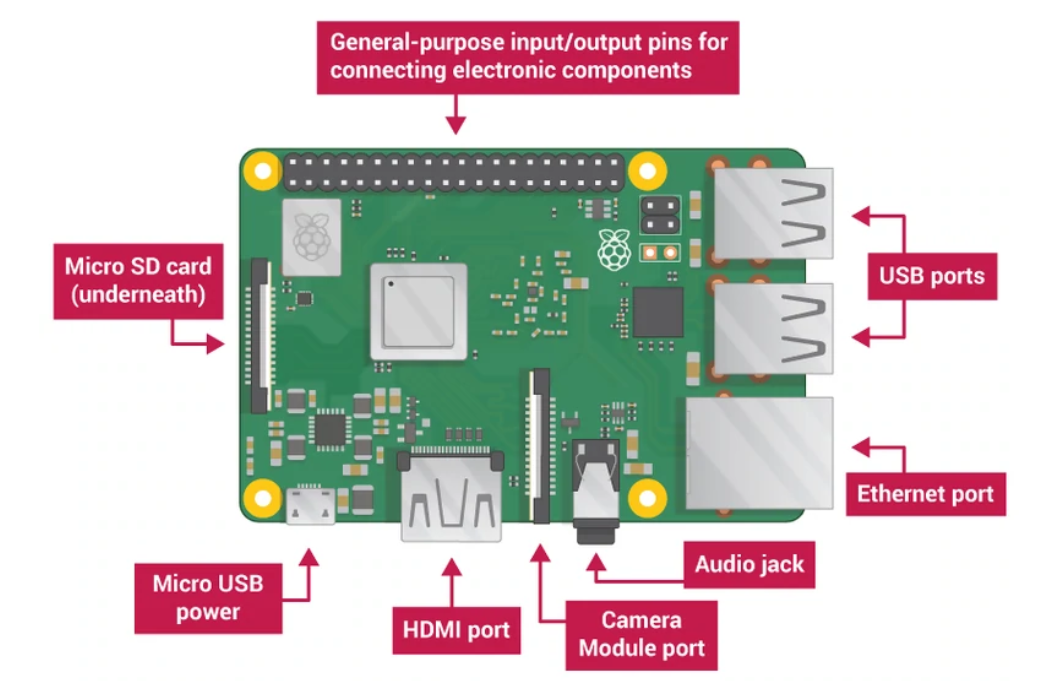 General-purpose input/output pins for
connecting electronic components
Micro SD card
(underneath)
USB ports
Ethernet port
Audio jack
Micro USB
power
HDMI port
Camera
Module port